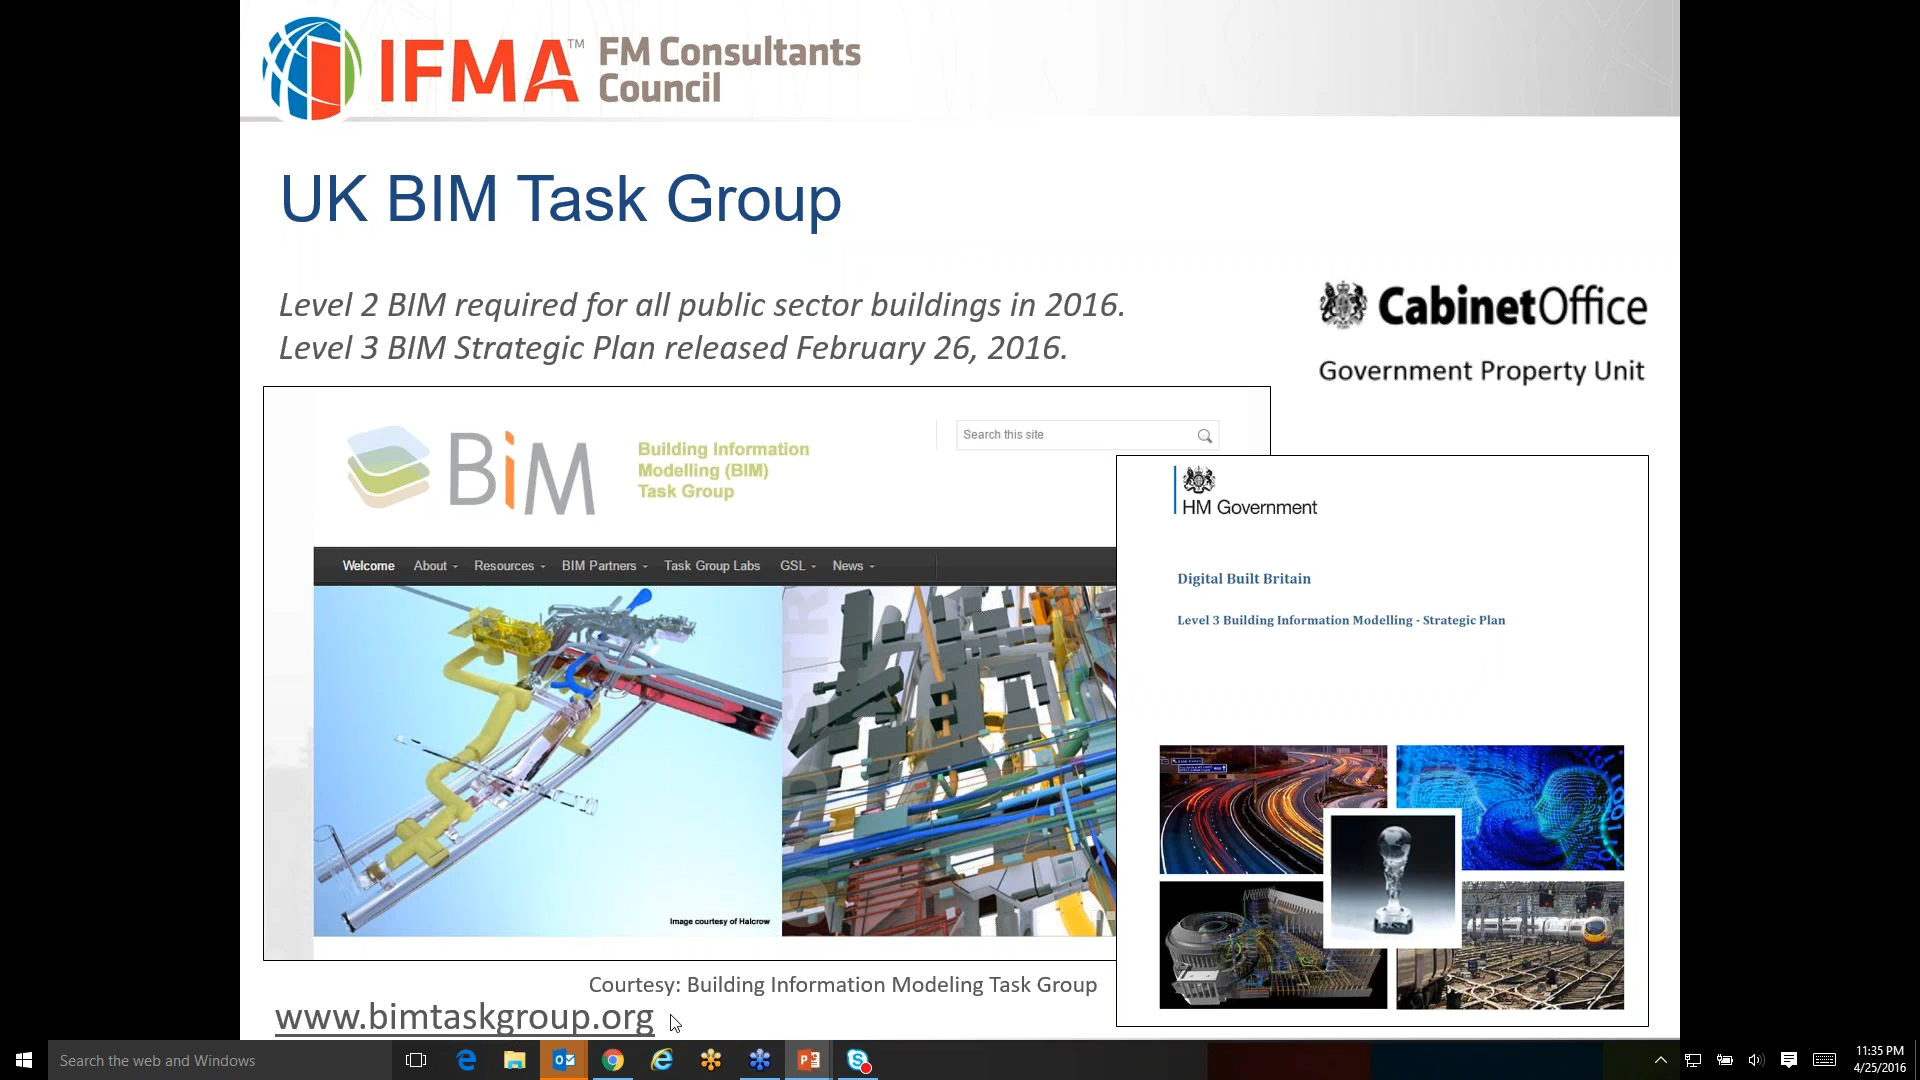 IFMA™ FM Consultants
Council
UK BIM Task Group
Level 2 BIM required for all public sector buildings in 2016.
Level 3 BIM Strategic Plan released February 26, 2016.
CabinetOffice
Government Property Unit
BiM
Building Information
Modelling (BIM)
Task Group
Search this site
Welcome About Resources BIM Partners Task Group Labs GSL News
Image courtesy of Halcrow
HM Government
Digital Built Britain
Level 3 Building Information Modelling - Strategic Plan
Courtesy: Building Information Modeling Task Group
www.bimtaskgroup.org
Search the web and Windows
11:35 PM
4/25/2016